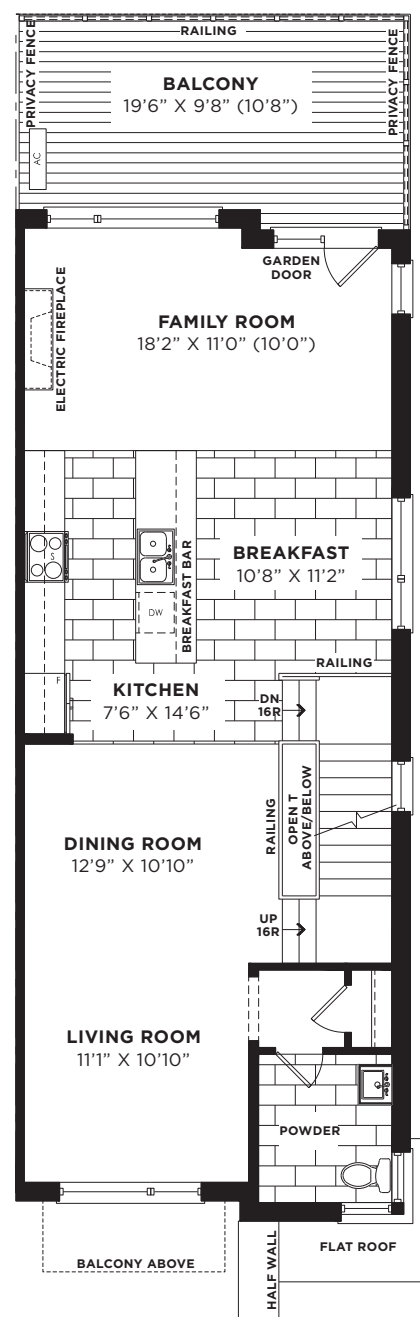 RAILING
PRIVACY FENCE
PRIVACY FENCE
BALCONY
19’6” X 9’8” (10’8”)
AC
GARDEN
DOOR
ELECTRIC FIREPLACE
FAMILY ROOM
18’2” X 11’0” (10’0”)
S
BREAKFAST BAR
BREAKFAST
10’8” X 11’2”
DW
RAILING
F
KITCHEN
7’6” X 14’6”
DN
16R
RAILING
OPEN T
ABOVE/BELOW
DINING ROOM
12’9” X 10’10”
UP
16R
LIVING ROOM
11’1” X 10’10”
POWDER
BALCONY ABOVE
HALF WALL
FLAT ROOF